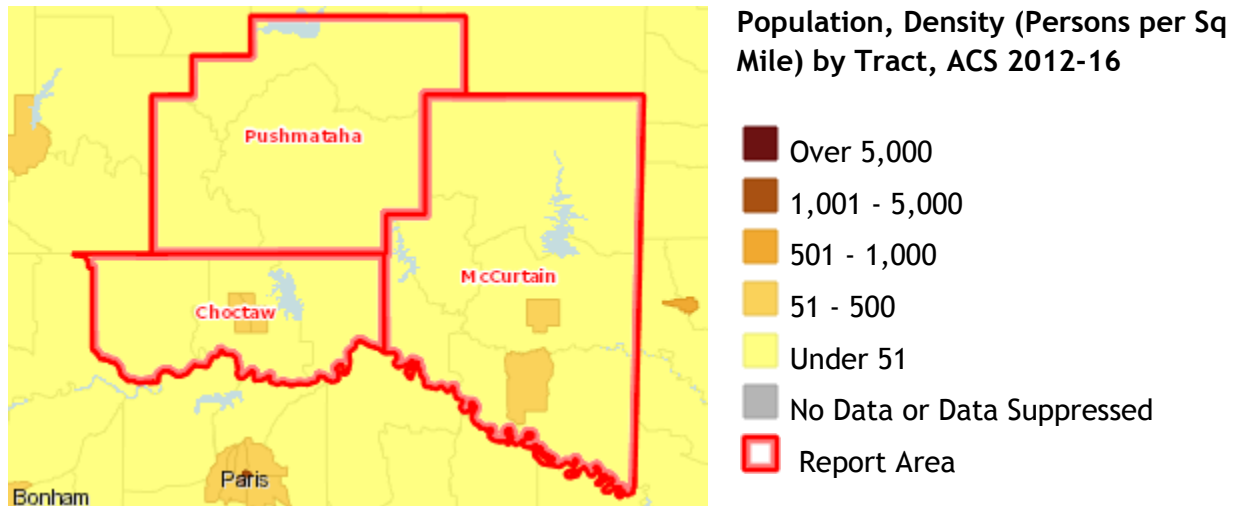 Pushmataha
McCurtain
Choctaw
Paris
Bonham
Population, Density (Persons per Sq
Mile) by Tract, ACS 2012-16
Over 5,000
1,001 - 5,000
501 - 1,000
51 - 500
Under 51
No Data or Data Suppressed
Report Area